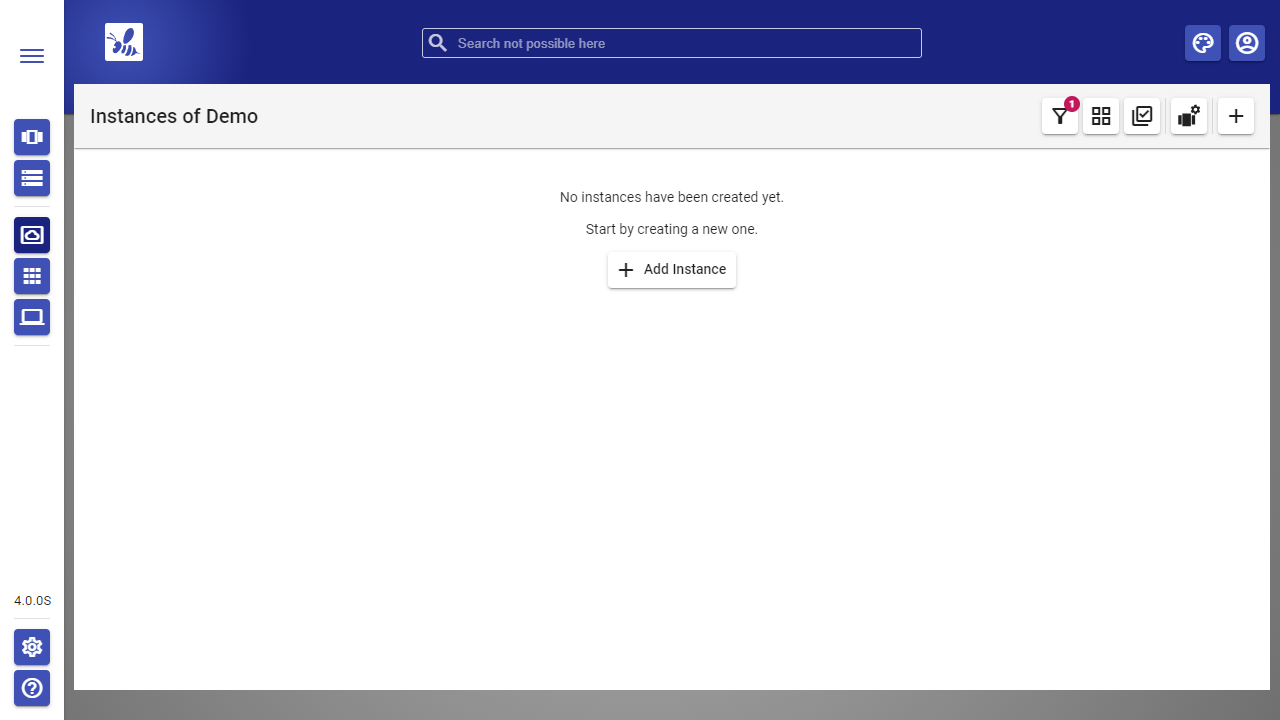 Search not possible here
Instances of Demo
1
No instances have been created yet.
Start by creating a new one.
Add Instance
4.0.0S